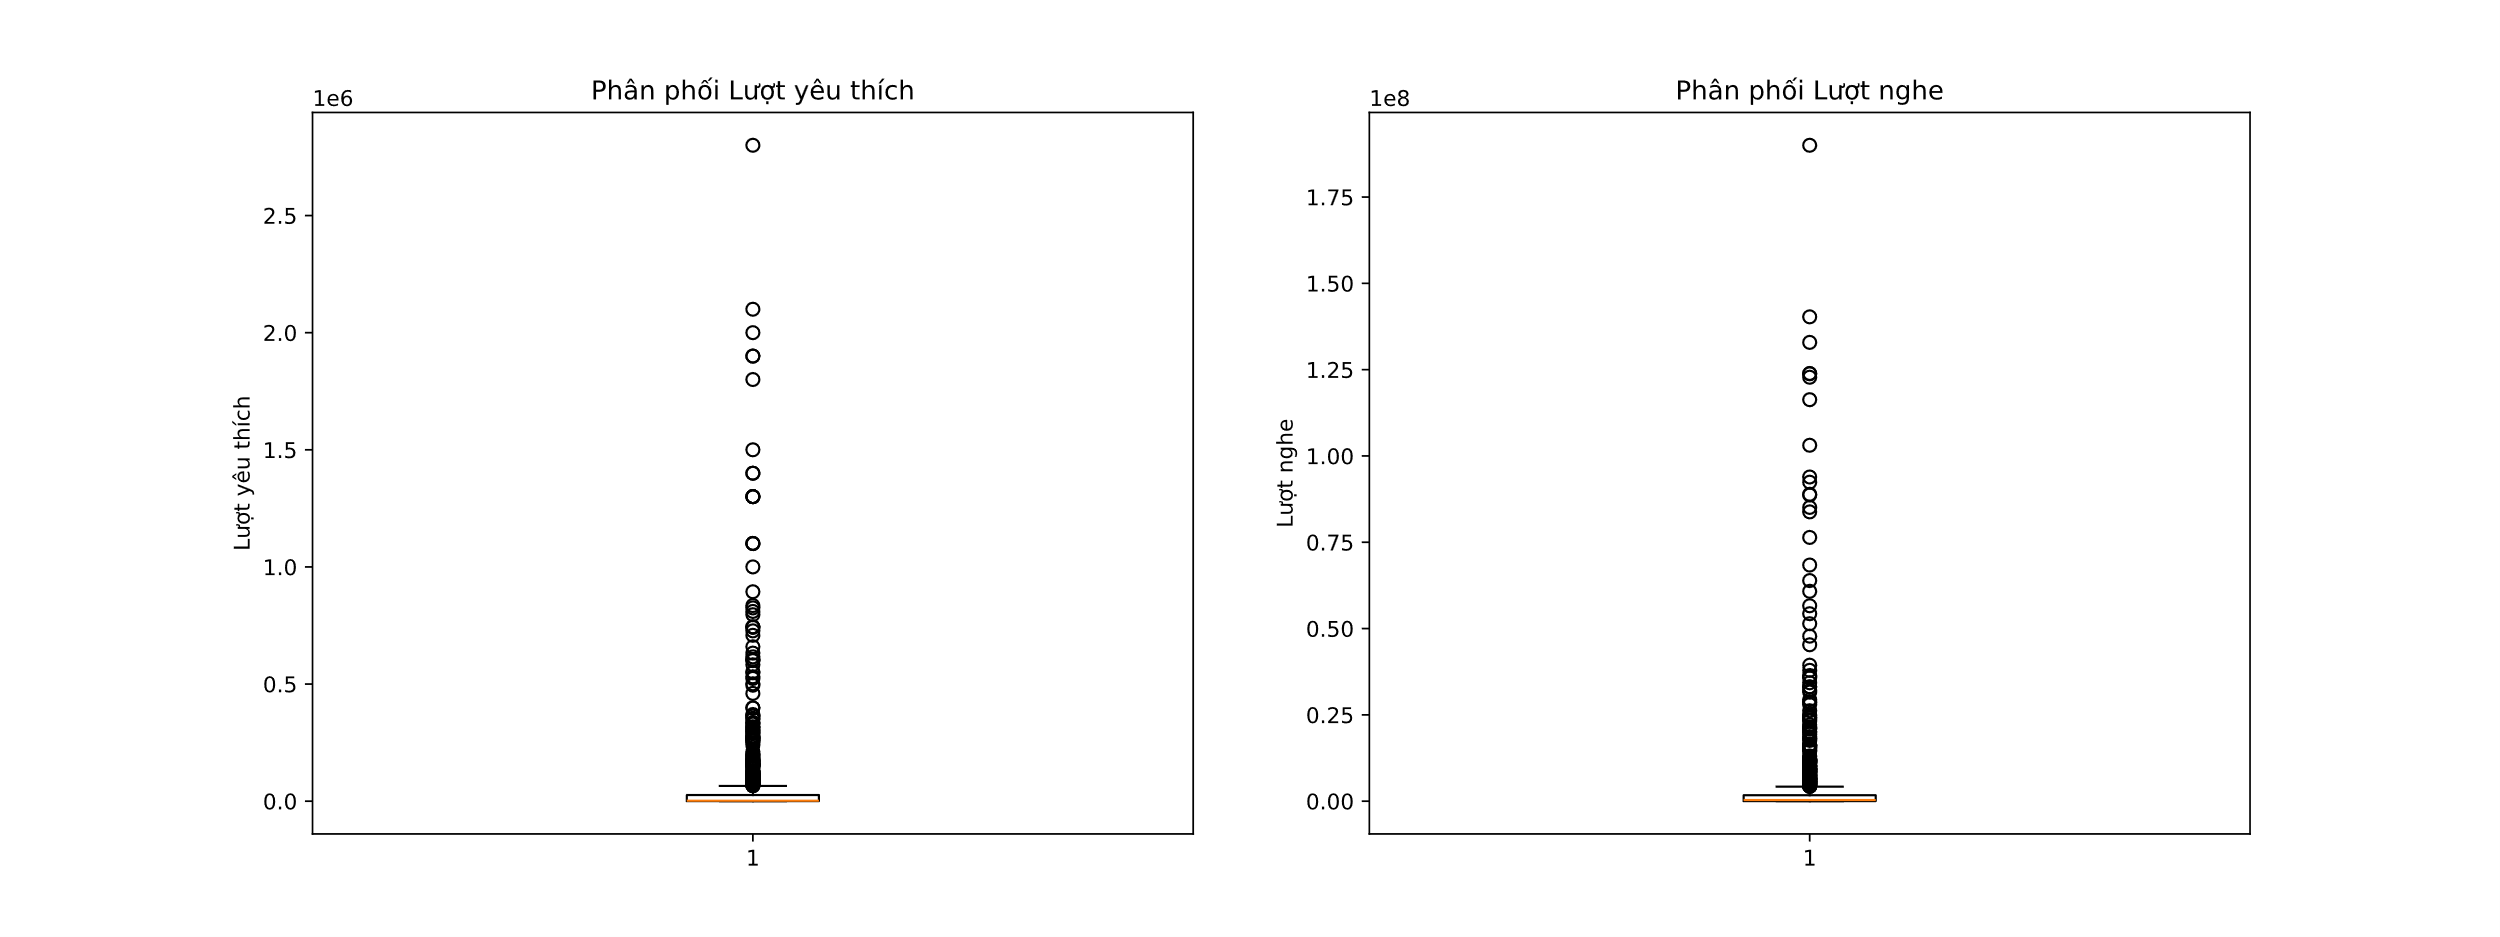 Phân phối Lượt yêu thích
1e6
2.5
2.0
1.5
1.0
0.5
0.0
Lượt yêu thích
1
Phân phối Lượt nghe
1e8
1.75
1.50
1.25
1.00
0.75
0.50
0.25
0.00
Lượt nghe
1